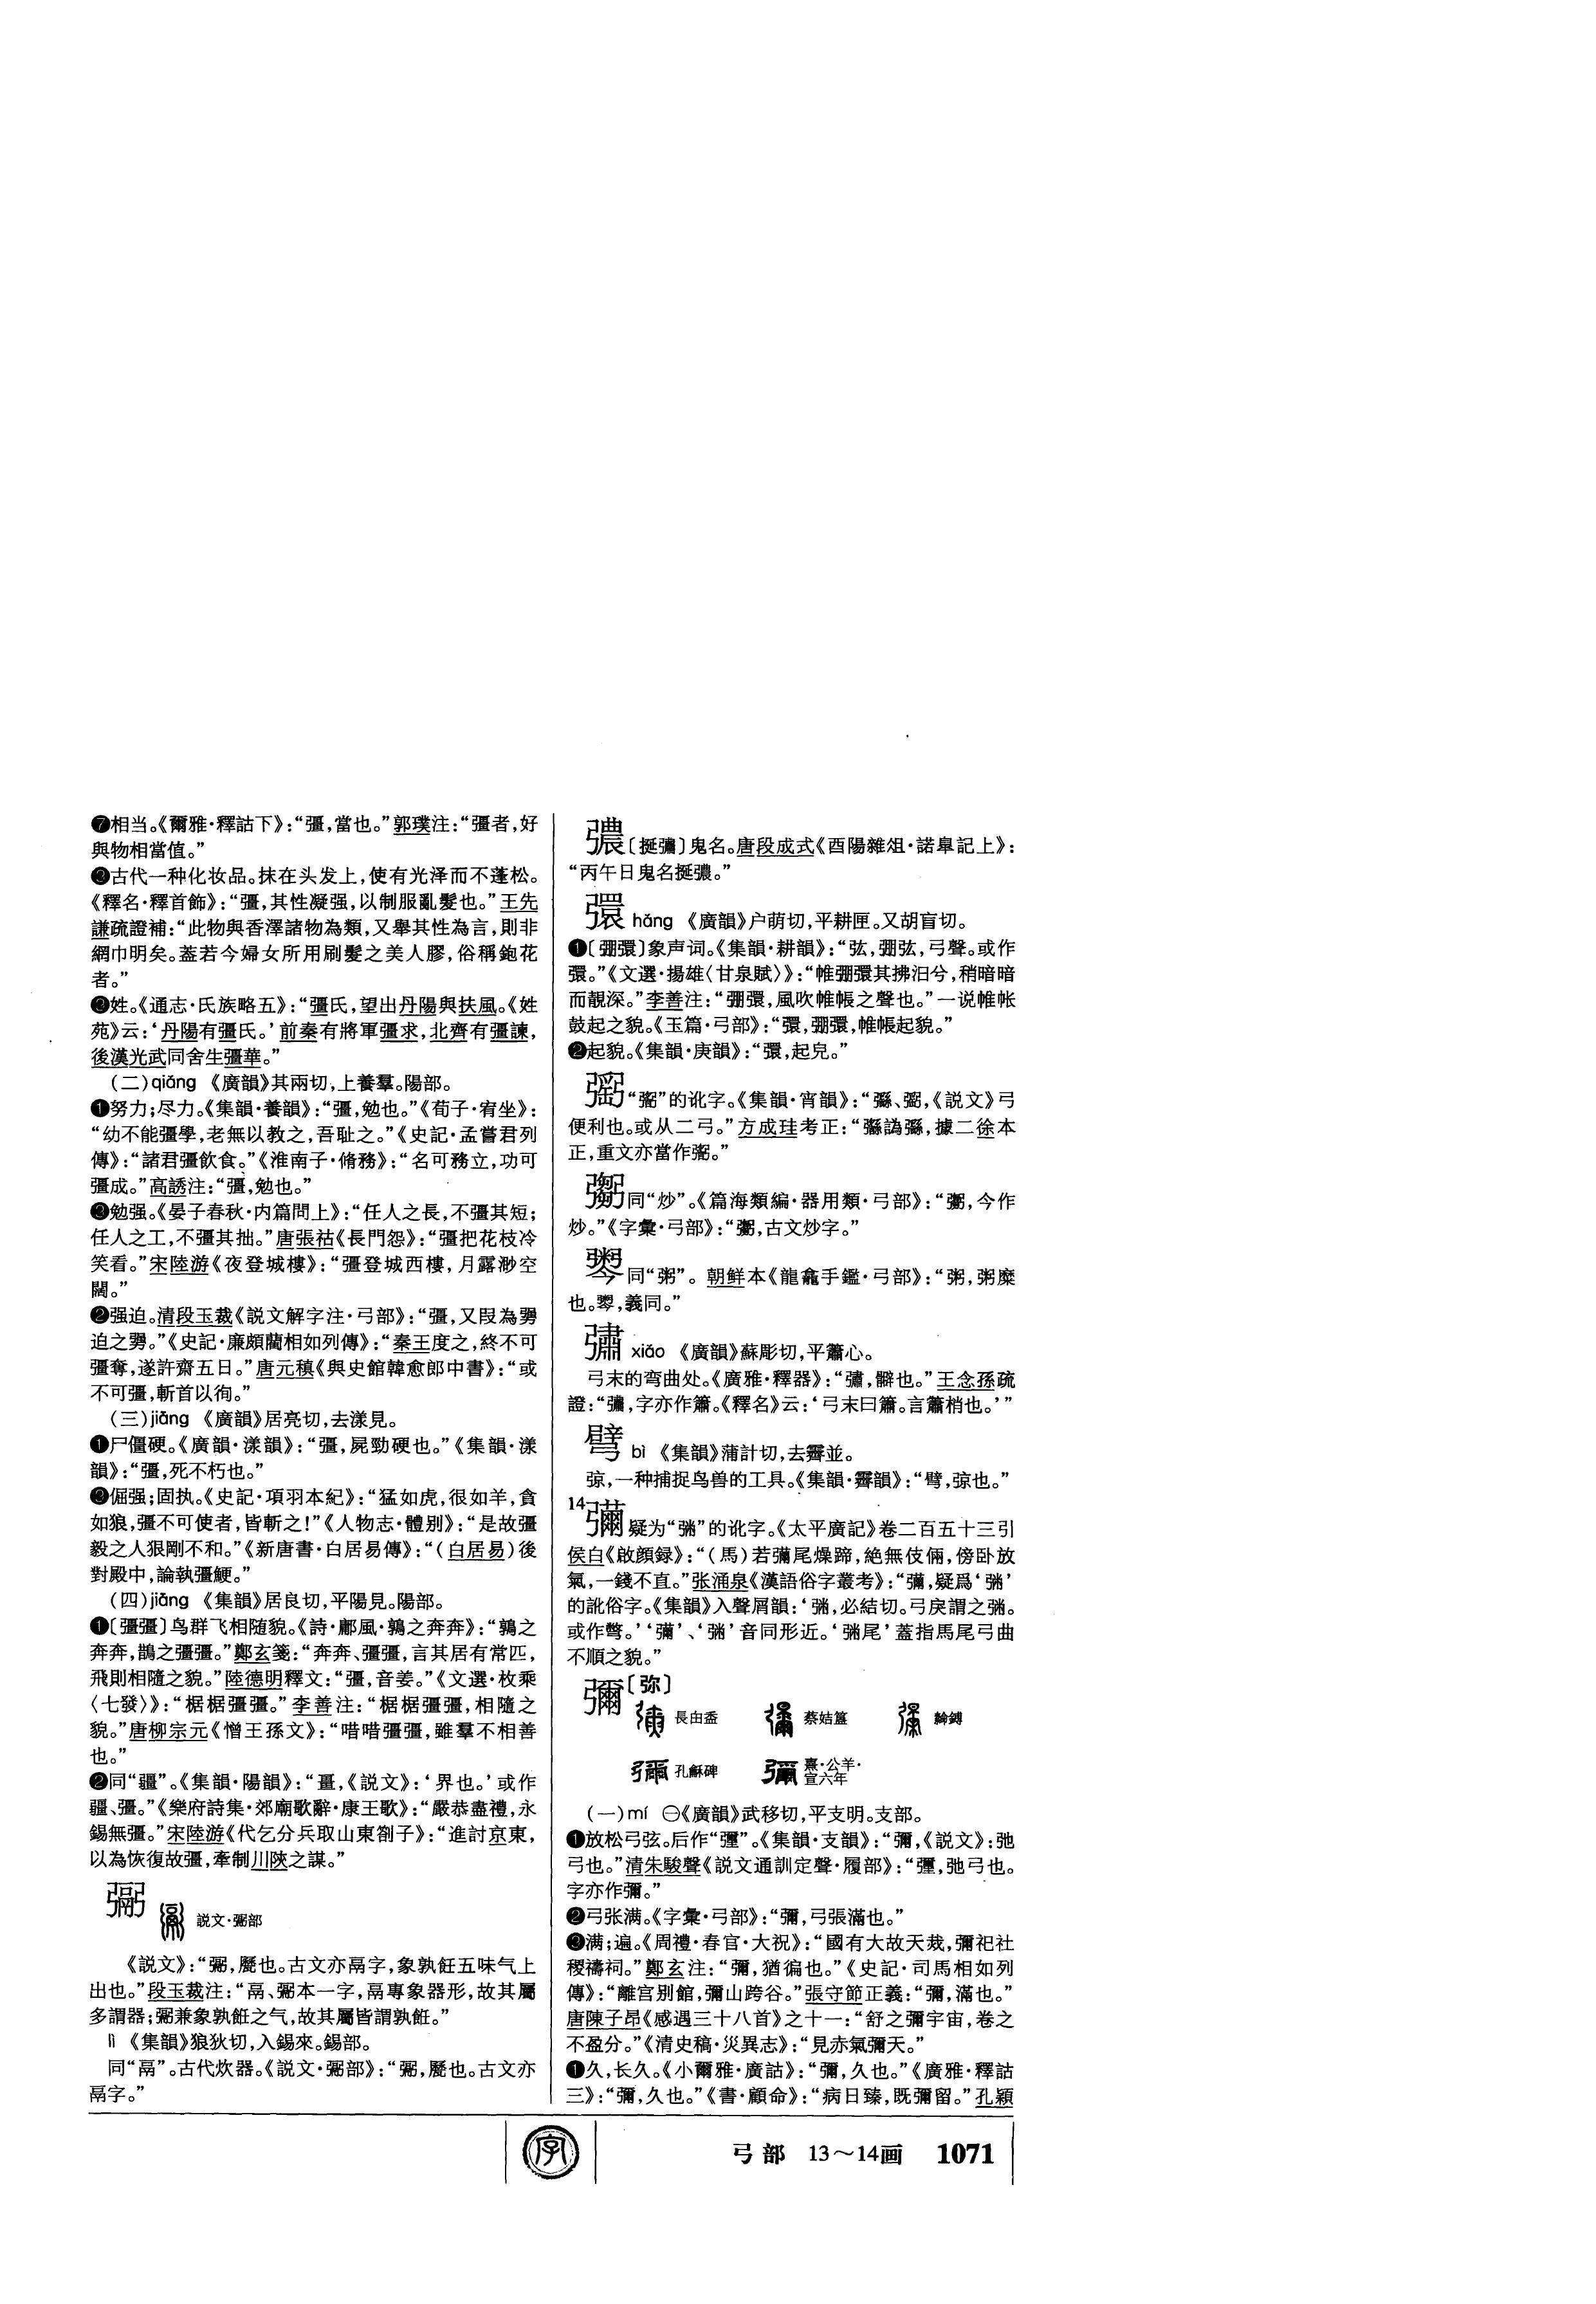 ❼相当。《爾雅·釋詁下》：“彊，當也。”郭璞注：“彊者，好
與物相當值。”
❽古代一种化妆品。抹在头发上，使有光泽而不蓬松。
《釋名·釋首飾》：“彊，其性凝强，以制服亂髮也。”王先
謙疏證補：“此物與香澤諸物為類，又舉其性為言，則非
網巾明矣。蓋若今婦女所用刷髮之美人膠，俗稱鉋花
者。”
姓。《通志·氏族略五》：“彊氏，望出丹陽與扶風。《姓
苑》云：‘丹陽有彊氏。’前秦有將軍彊求，北齊有彊諫，
後漢光武同舍生彊華。”
（二）qiǎng 《廣韻》其兩切，上養羣。陽部。
❶努力；尽力。《集韻·養韻》：“彊，勉也。”《荀子·宥坐》：
“幼不能彊學，老無以教之，吾耻之。”《史記·孟嘗君列
傳》：“諸君彊飲食。”《淮南子·脩務》：“名可務立，功可
彊成。”高誘注：“彊，勉也。”
勉强。《晏子春秋·内篇問上》：“任人之長，不彊其短；
任人之工，不彊其拙。”唐張祜《長門怨》：“彊把花枝冷
笑看。”宋陸游《夜登城樓》：“彊登城西樓，月露渺空
闊。”
❷强迫。清段玉裁《説文解字注·弓部》：“彊，又叚為勥
迫之勥。”《史記·廉頗藺相如列傳》：“秦王度之，終不可
彊奪，遂許齋五日。”唐元稹《與史館韓愈郎中書》：“或
不可彊，斬首以徇。”
（三）jiāng 《廣韻》居亮切，去漾見。
❶尸僵硬。《廣韻·漾韻》：“彊，屍勁硬也。”《集韻·漾
韻》：“彊，死不朽也。”
倔强；固执。《史記·項羽本紀》：“猛如虎，很如羊，貪
如狼，彊不可使者，皆斬之！”《人物志·體别》：“是故彊
毅之人狠剛不和。”《新唐書·白居易傳》：“（白居易）後
對殿中，論執彊鯁。”
（四）jiāng 《集韻》居良切，平陽見。陽部。
❶〔彊彊〕鸟群飞相随貌。《詩·鄘風·鶉之奔奔》：“鶉之
奔奔，鵲之彊彊。”鄭玄箋：“奔奔、彊彊，言其居有常匹，
飛則相隨之貌。”陸德明釋文：“彊，音姜。”《文選·枚乘
〈七發〉》：“椐椐彊彊。”李善注：“椐椐彊彊，相隨之
貌。”唐柳宗元《憎王孫文》：“唶唶彊彊，雖羣不相善
也。”
❷同“疆”。《集韻·陽韻》：“畺，《説文》：‘界也。’或作
疆、彊。”《樂府詩集·郊廟歌辭·康王歌》：“嚴恭盡禮，永
錫無彊。”宋陸游《代乞分兵取山東劄子》：“進討京東，
以為恢復故彊，牽制川陝之謀。”
䰜 説文·䰜部
《説文》：“䰜，㽁也。古文亦鬲字，象孰飪五味气上
出也。”段玉裁注：“鬲、䰜本一字，鬲專象器形，故其屬
多謂器；䰜兼象孰飪之气，故其屬皆謂孰飪。”
lì 《集韻》狼狄切，入錫來。錫部。
同“鬲”。古代炊器。《説文·䰜部》：“䰜，㽁也。古文亦
鬲字。”
〔挻〕鬼名。唐段成式《酉陽雜俎·諾臯記上》：
“丙午日鬼名挻。”
彋 hóng 《廣韻》户萌切，平耕匣。又胡盲切。
❶〔弸彋〕象声词。《集韻·耕韻》：“弦，弸弦，弓聲。或作
彋。”《文選·揚雄〈甘泉賦〉》：“帷弸彋其拂汩兮，稍暗暗
而靚深。”李善注：“弸彋，風吹帷帳之聲也。”一说帷帐
鼓起之貌。《玉篇·弓部》：“彋，弸彋，帷帳起貌。”
❷起貌。《集韻·庚韻》：“彋，起皃。”
“”的讹字。《集韻·宵韻》：“、，《説文》弓
便利也。或从二弓。”方成珪考正：“譌，據二徐本
正，重文亦當作。”
同“炒”。《篇海類編·器用類·弓部》：“，今作
炒。”《字彙·弓部》：“，古文炒字。”
同“粥”。朝鲜本《龍龕手鑑·弓部》：“粥，粥糜
也。，義同。”
彇 xiāo 《廣韻》蘇彫切，平蕭心。
弓末的弯曲处。《廣雅·釋器》：“彇，也。”王念孫疏
證：“彇，字亦作簫。《釋名》云：‘弓末曰簫。言簫梢也。’”
bì 《集韻》蒲計切，去霽並。
弶，一种捕捉鸟兽的工具。《集韻·霽韻》：“，弶也。”
14
疑为“”的讹字。《太平廣記》卷二百五十三引
侯白《啟顔録》：“（馬）若尾燥蹄，絶無伎倆，傍卧放
氣，一錢不直。”张涌泉《漢語俗字叢考》：“，疑爲‘’
的訛俗字。《集韻》入聲屑韻：‘，必結切。弓戾謂之。
或作彆。’‘’、‘’音同形近。‘尾’蓋指馬尾弓曲
不順之貌。”
彌〔弥〕
長由盉 蔡姞簋 鎛
孔龢碑 熹·公羊·宣六年
（一）mí ㊀《廣韻》武移切，平支明。支部。
❶放松弓弦。后作“瓕”。《集韻·支韻》：“彌，《説文》：弛
弓也。”清朱駿聲《説文通訓定聲·履部》：“瓕，弛弓也。
字亦作彌。”
❷弓张满。《字彙·弓部》：“彌，弓張滿也。”
❸满；遍。《周禮·春官·大祝》：“國有大故天烖，彌祀社
稷禱祠。”鄭玄注：“彌，猶徧也。”《史記·司馬相如列
傳》：“離宫别館，彌山跨谷。”張守節正義：“彌，滿也。”
唐陳子昂《感遇三十八首》之十一：“舒之彌宇宙，卷之
不盈分。”《清史稿·災異志》：“見赤氣彌天。”
久，长久。《小爾雅·廣詁》：“彌，久也。”《廣雅·釋詁
三》：“彌，久也。”《書·顧命》：“病日臻，既彌留。”孔穎
字
弓部 13～14画 1071